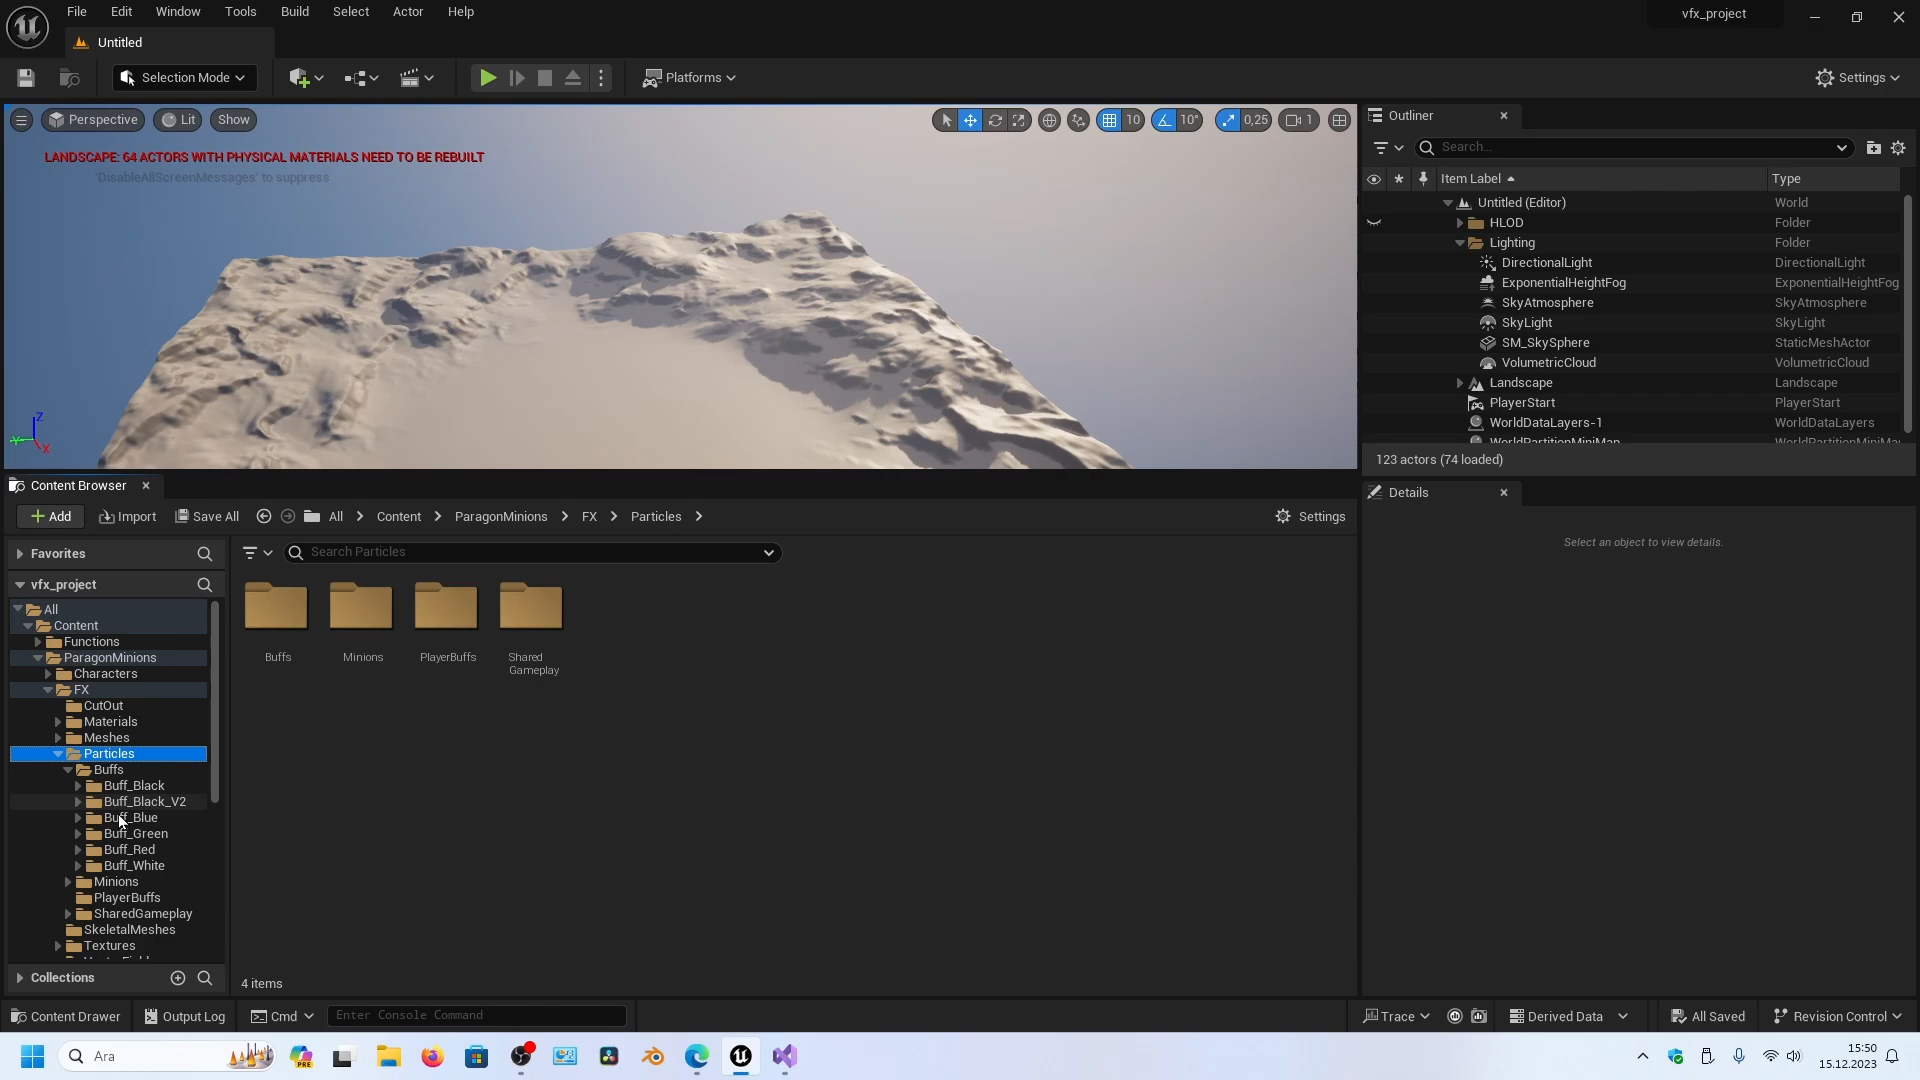 File Edit Window Tools Build Select Actor Help
vfx_project
Untitled
Selection Mode
Platforms
Settings
Perspective Lit Show
10 10° 0,25 1
LANDSCAPE: 64 ACTORS WITH PHYSICAL MATERIALS NEED TO BE REBUILT
'DisableAllScreenMessages' to suppress
Z
Y
X
Outliner
Search...
Item Label Type
Untitled (Editor) World
HLOD Folder
Lighting Folder
DirectionalLight DirectionalLight
ExponentialHeightFog ExponentialHeightFog
SkyAtmosphere SkyAtmosphere
SkyLight SkyLight
SM_SkySphere StaticMeshActor
VolumetricCloud VolumetricCloud
Landscape Landscape
PlayerStart PlayerStart
WorldDataLayers-1 WorldDataLayers
WorldPartitionMiniMap WorldPartitionMiniMa
123 actors (74 loaded)
Details
Select an object to view details.
Content Browser
Add Import Save All All Content ParagonMinions FX Particles Settings
Favorites
Search Particles
vfx_project
All
Content
Functions
ParagonMinions
Characters
FX
CutOut
Materials
Meshes
Particles
Buffs
Buff_Black
Buff_Black_V2
Buff_Blue
Buff_Green
Buff_Red
Buff_White
Minions
PlayerBuffs
SharedGameplay
SkeletalMeshes
Textures
Collections
Buffs Minions PlayerBuffs Shared
Gameplay
4 items
Content Drawer Output Log Cmd Enter Console Command
Trace Derived Data All Saved Revision Control
Ara
PRE
15:50
15.12.2023